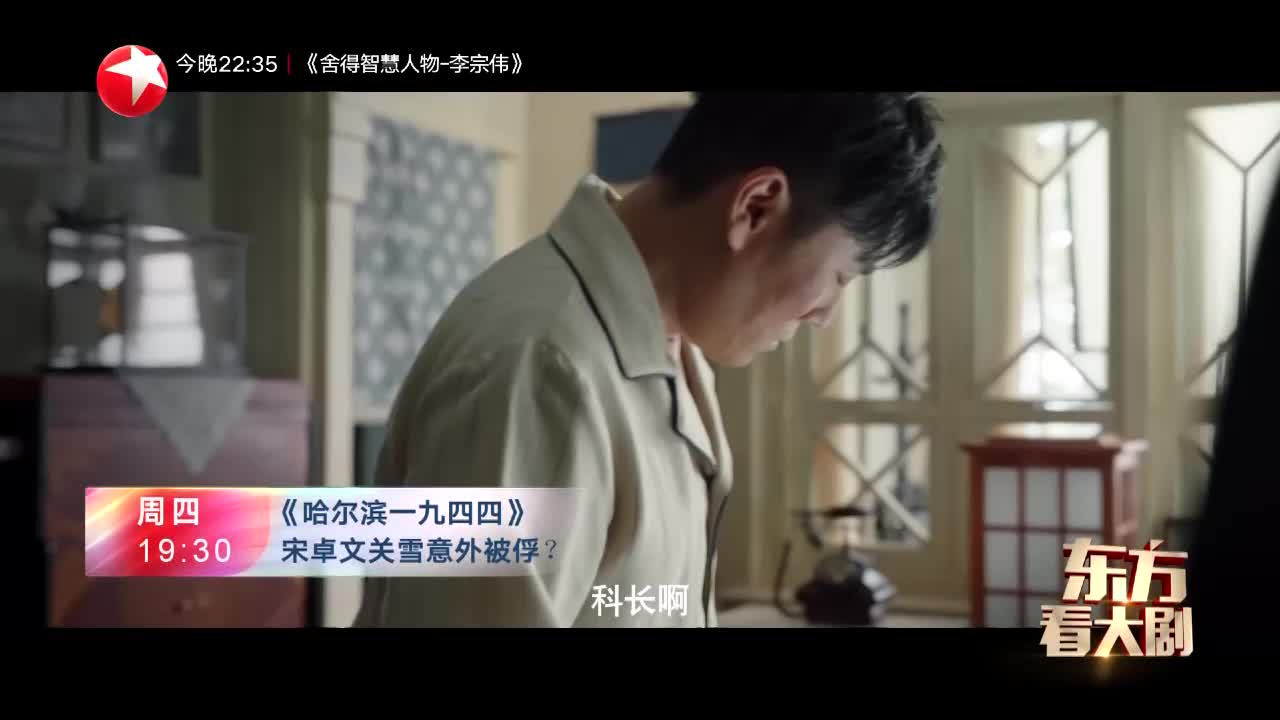 今晚22:35 《舍得智慧人物-李宗伟》
周四
19:30
《哈尔滨一九四四》
宋卓文关雪意外被俘？
科长啊
东方
看大剧